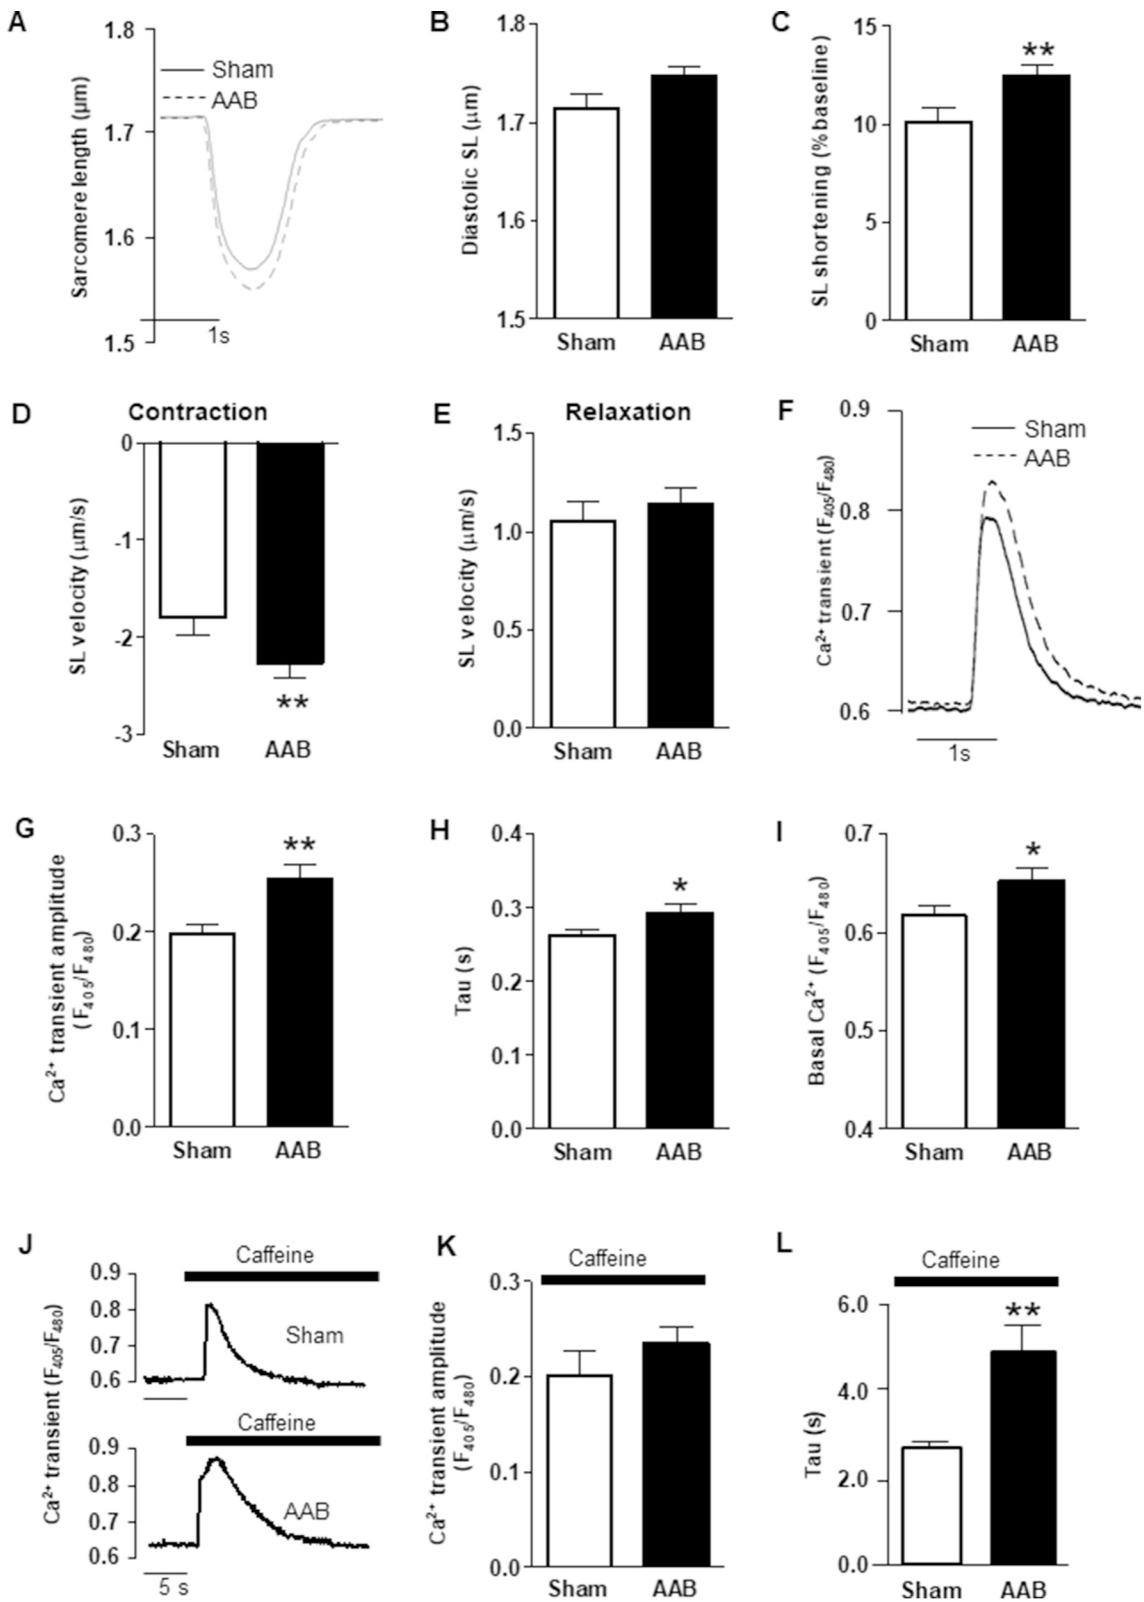 A
1.8
1.7
1.6
1.5
Sarcomere length (μm)
Sham
AAB
1s
B
1.8
1.7
1.6
1.5
Diastolic SL (μm)
Sham AAB
C
15
10
5
0
SL shortening (% baseline)
**
Sham AAB
D
Contraction
0
-1
-2
-3
SL velocity (μm/s)
**
Sham AAB
E
Relaxation
1.5
1.0
0.5
0.0
SL velocity (μm/s)
Sham AAB
F
0.9
0.8
0.7
0.6
Ca²⁺ transient (F₄₀₅/F₄₈₀)
Sham
AAB
1s
G
0.3
0.2
0.1
0.0
Ca²⁺ transient amplitude
(F₄₀₅/F₄₈₀)
**
Sham AAB
H
0.4
0.3
0.2
0.1
0.0
Tau (s)
*
Sham AAB
I
0.7
0.6
0.5
0.4
Basal Ca²⁺ (F₄₀₅/F₄₈₀)
*
Sham AAB
J
Caffeine
0.9
0.8
0.7
0.6
Sham
Ca²⁺ transient (F₄₀₅/F₄₈₀)
Caffeine
0.9
0.8
0.7
0.6
AAB
5 s
K
Caffeine
0.3
0.2
0.1
0.0
Ca²⁺ transient amplitude
(F₄₀₅/F₄₈₀)
Sham AAB
L
Caffeine
6.0
4.0
2.0
0.0
Tau (s)
**
Sham AAB